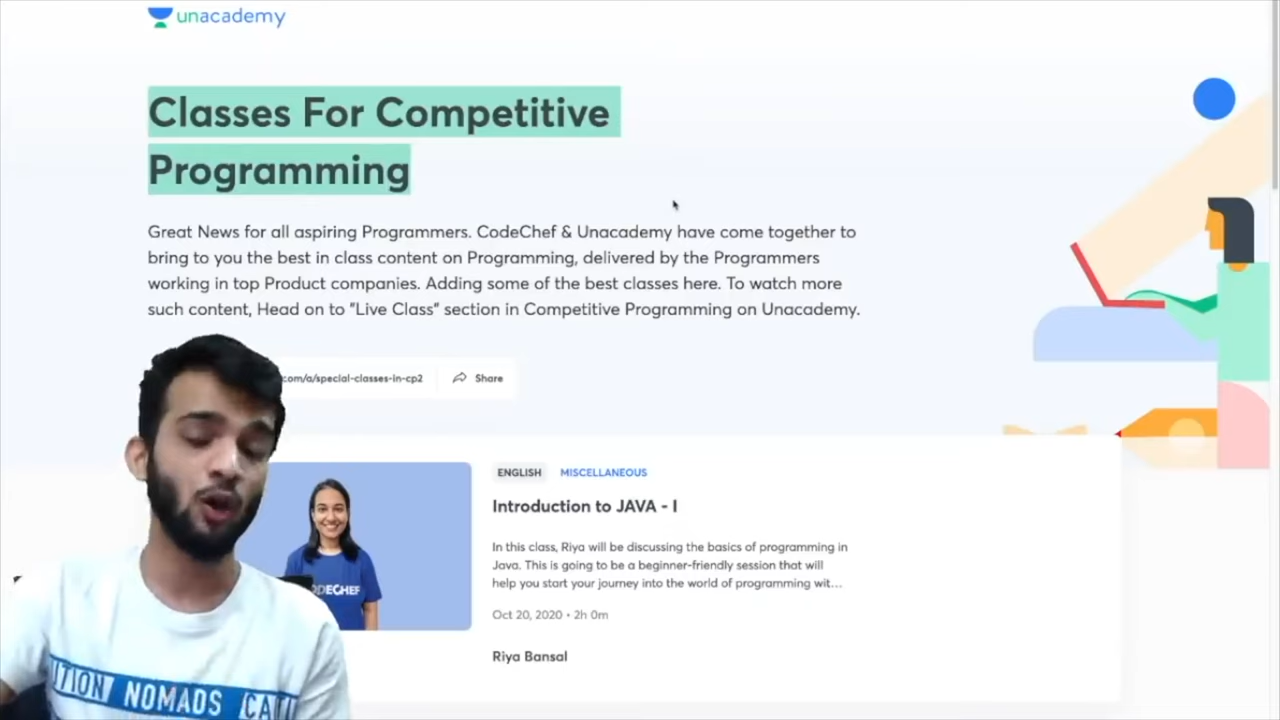 unacademy
Classes For Competitive
Programming
Great News for all aspiring Programmers. CodeChef & Unacademy have come together to
bring to you the best in class content on Programming, delivered by the Programmers
working in top Product companies. Adding some of the best classes here. To watch more
such content, Head on to "Live Class" section in Competitive Programming on Unacademy.
.com/a/special-classes-in-cp2 Share
ENGLISH MISCELLANEOUS
Introduction to JAVA - I
In this class, Riya will be discussing the basics of programming in
Java. This is going to be a beginner-friendly session that will
help you start your journey into the world of programming wit...
Oct 20, 2020 • 2h 0m
Riya Bansal
NOMADS